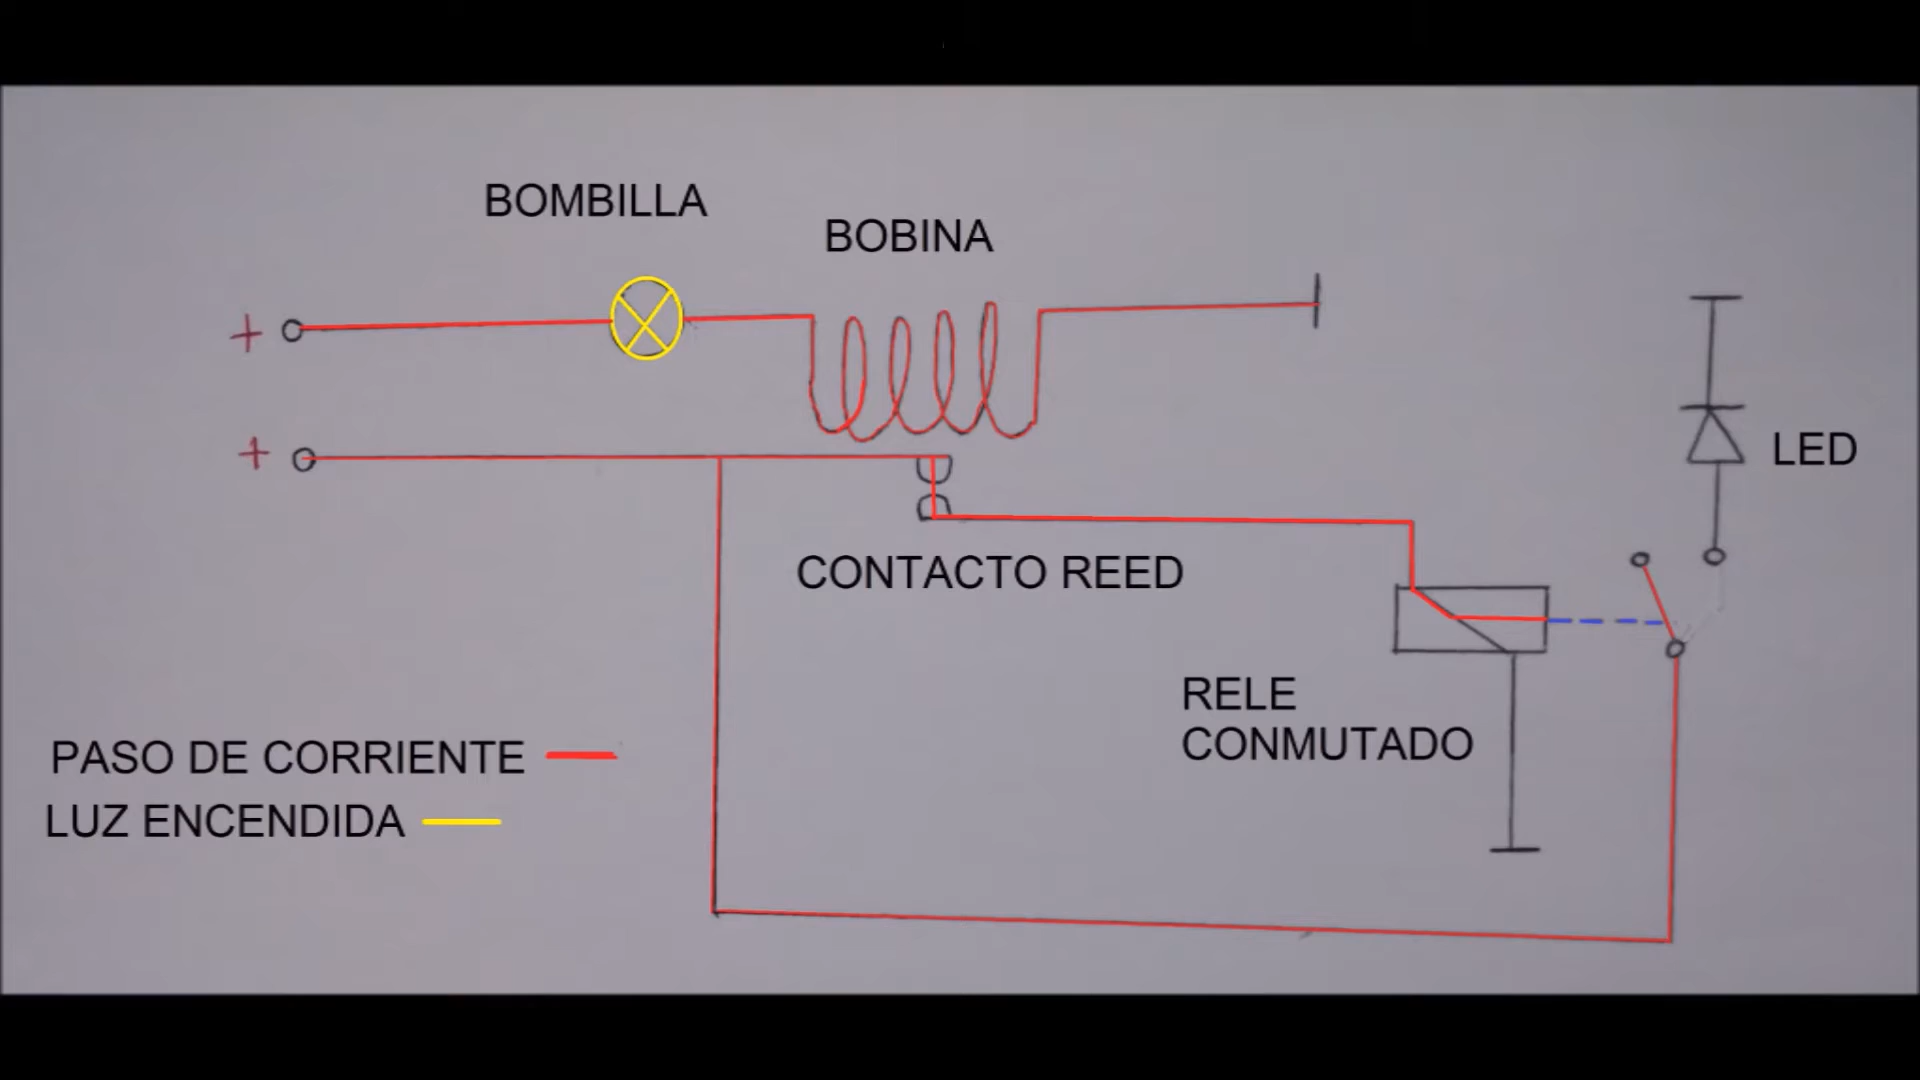 BOMBILLA
BOBINA
+
+
LED
CONTACTO REED
RELE
CONMUTADO
PASO DE CORRIENTE
LUZ ENCENDIDA